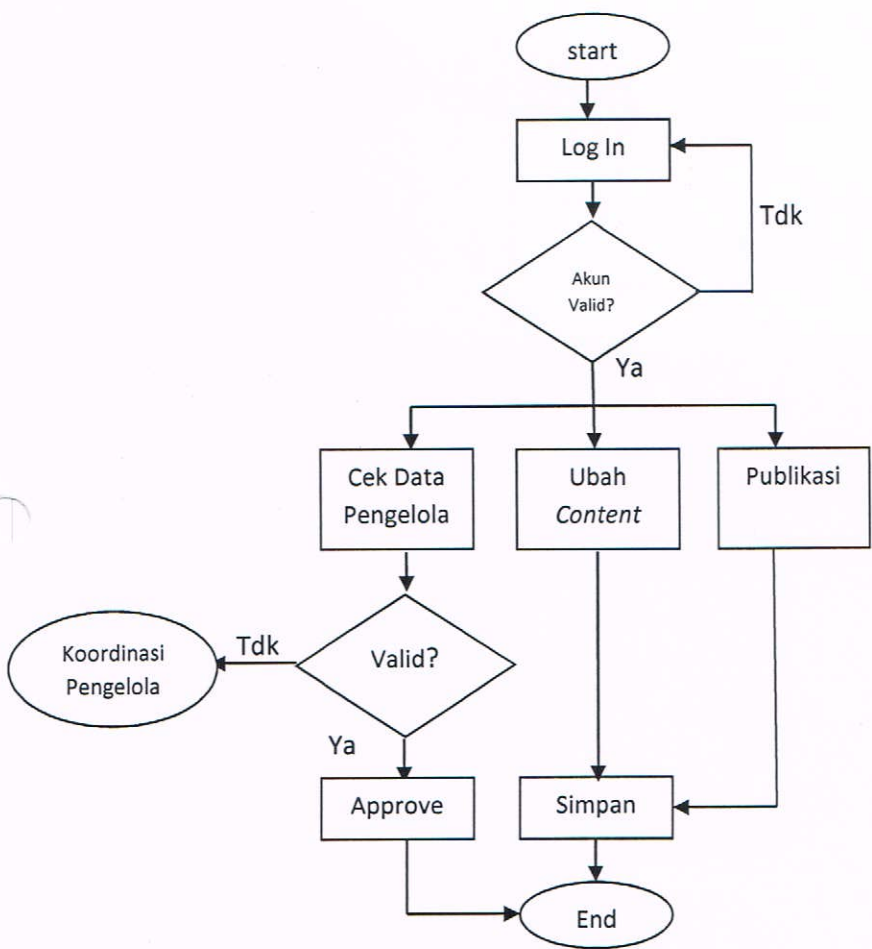 start
Log In
Tdk
Akun
Valid?
Ya
Cek Data
Pengelola
Ubah
Content
Publikasi
Koordinasi
Pengelola
Tdk
Valid?
Ya
Approve
Simpan
End